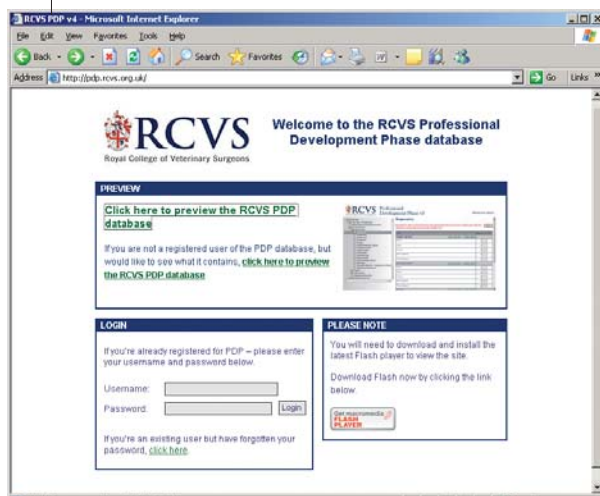 RCVS PDP v4 - Microsoft Internet Explorer
File Edit View Favorites Tools Help
Back Search Favorites
Address http://pdp.rcvs.org.uk/ Go Links
RCVS
Royal College of Veterinary Surgeons
Welcome to the RCVS Professional
Development Phase database
PREVIEW
Click here to preview the RCVS PDP
database
If you are not a registered user of the PDP database, but
would like to see what it contains, click here to preview
the RCVS PDP database
RCVS
LOGIN
If you're already registered for PDP – please enter
your username and password below.
Username:
Password: Login
If you're an existing user but have forgotten your
password, click here.
PLEASE NOTE
You will need to download and install the
latest Flash player to view the site.
Download Flash now by clicking the link
below.
Get macromedia
FLASH
PLAYER